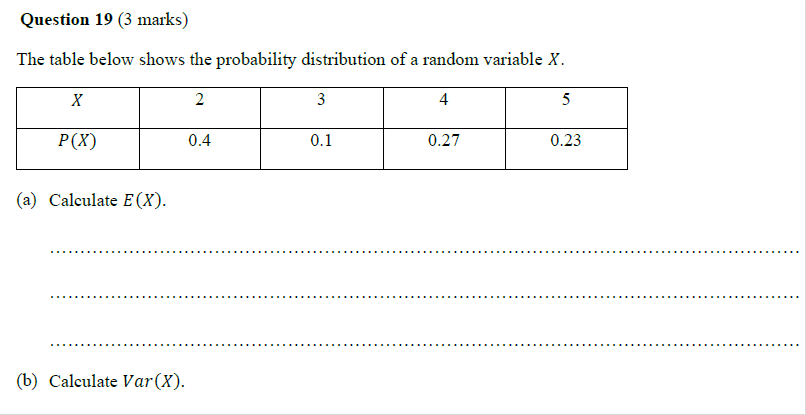 Question 19 (3 marks)
The table below shows the probability distribution of a random variable X.
X 2 3 4 5
P(X) 0.4 0.1 0.27 0.23
(a) Calculate E(X).
(b) Calculate Var(X).